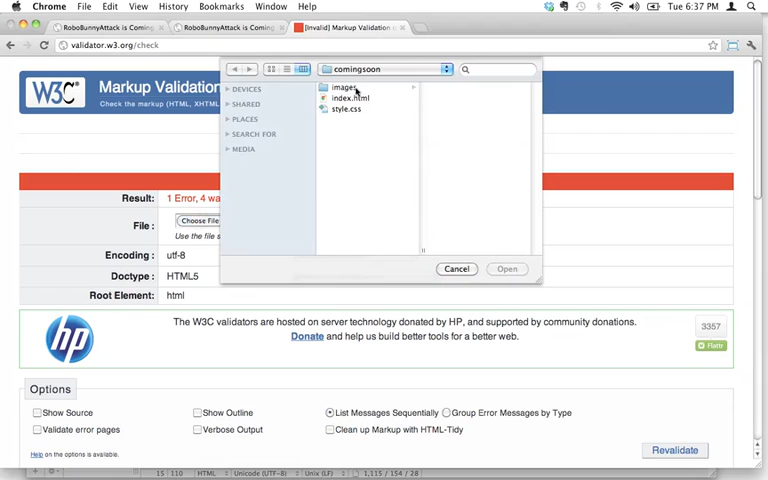 Chrome File Edit View History Bookmarks Window Help Tue 6:37 PM
RoboBunnyAttack is Coming RoboBunnyAttack is Coming [Invalid] Markup Validation
validator.w3.org/check
comingsoon
W3C Markup Validation
Check the markup (HTML, XHTML
DEVICES
SHARED
PLACES
SEARCH FOR
MEDIA
images
index.html
style.css
Cancel Open
Result: 1 Error, 4 wa
File: Choose File
Use the file s
Encoding: utf-8
Doctype: HTML5
Root Element: html
hp
The W3C validators are hosted on server technology donated by HP, and supported by community donations.
Donate and help us build better tools for a better web.
3357
Flattr
Options
Show Source Show Outline List Messages Sequentially Group Error Messages by Type
Validate error pages Verbose Output Clean up Markup with HTML-Tidy
Help on the options is available.
Revalidate
15 110 HTML Unicode (UTF-8) Unix (LF) 1,115 / 154 / 28